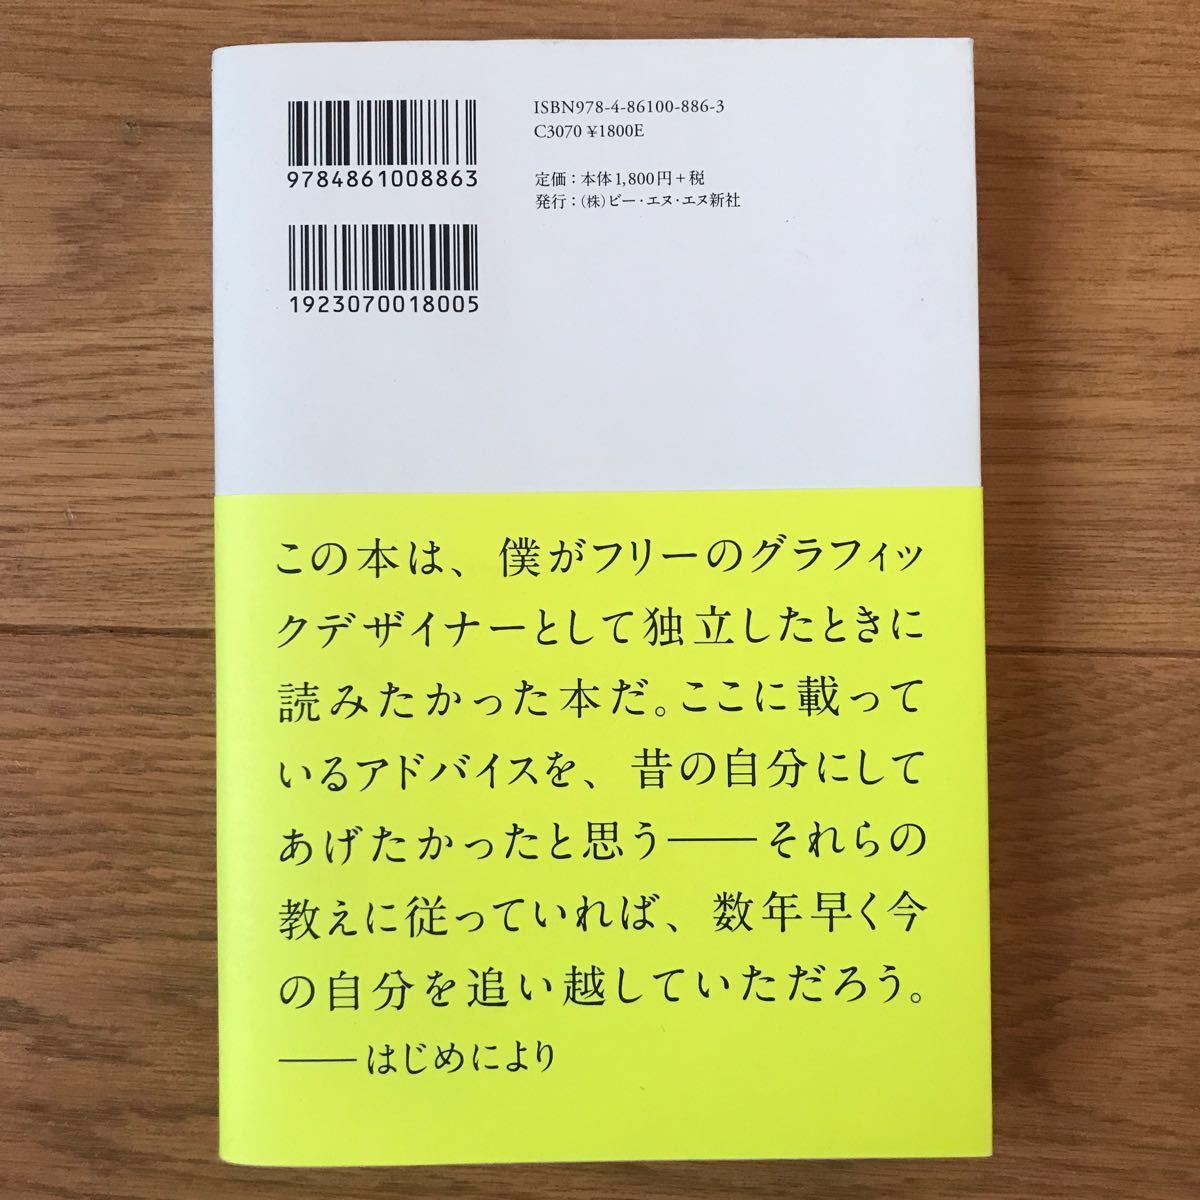 9784861008863
ISBN978-4-86100-886-3
C3070 ¥1800E
定価：本体1,800円+税
発行：（株）ビー・エヌ・エヌ新社
1923070018005
この本は、僕がフリーのグラフィッ
クデザイナーとして独立したときに
読みたかった本だ。ここに載って
いるアドバイスを、昔の自分にして
あげたかったと思う――それらの
教えに従っていれば、数年早く今
の自分を追い越していただろう。
――はじめにより